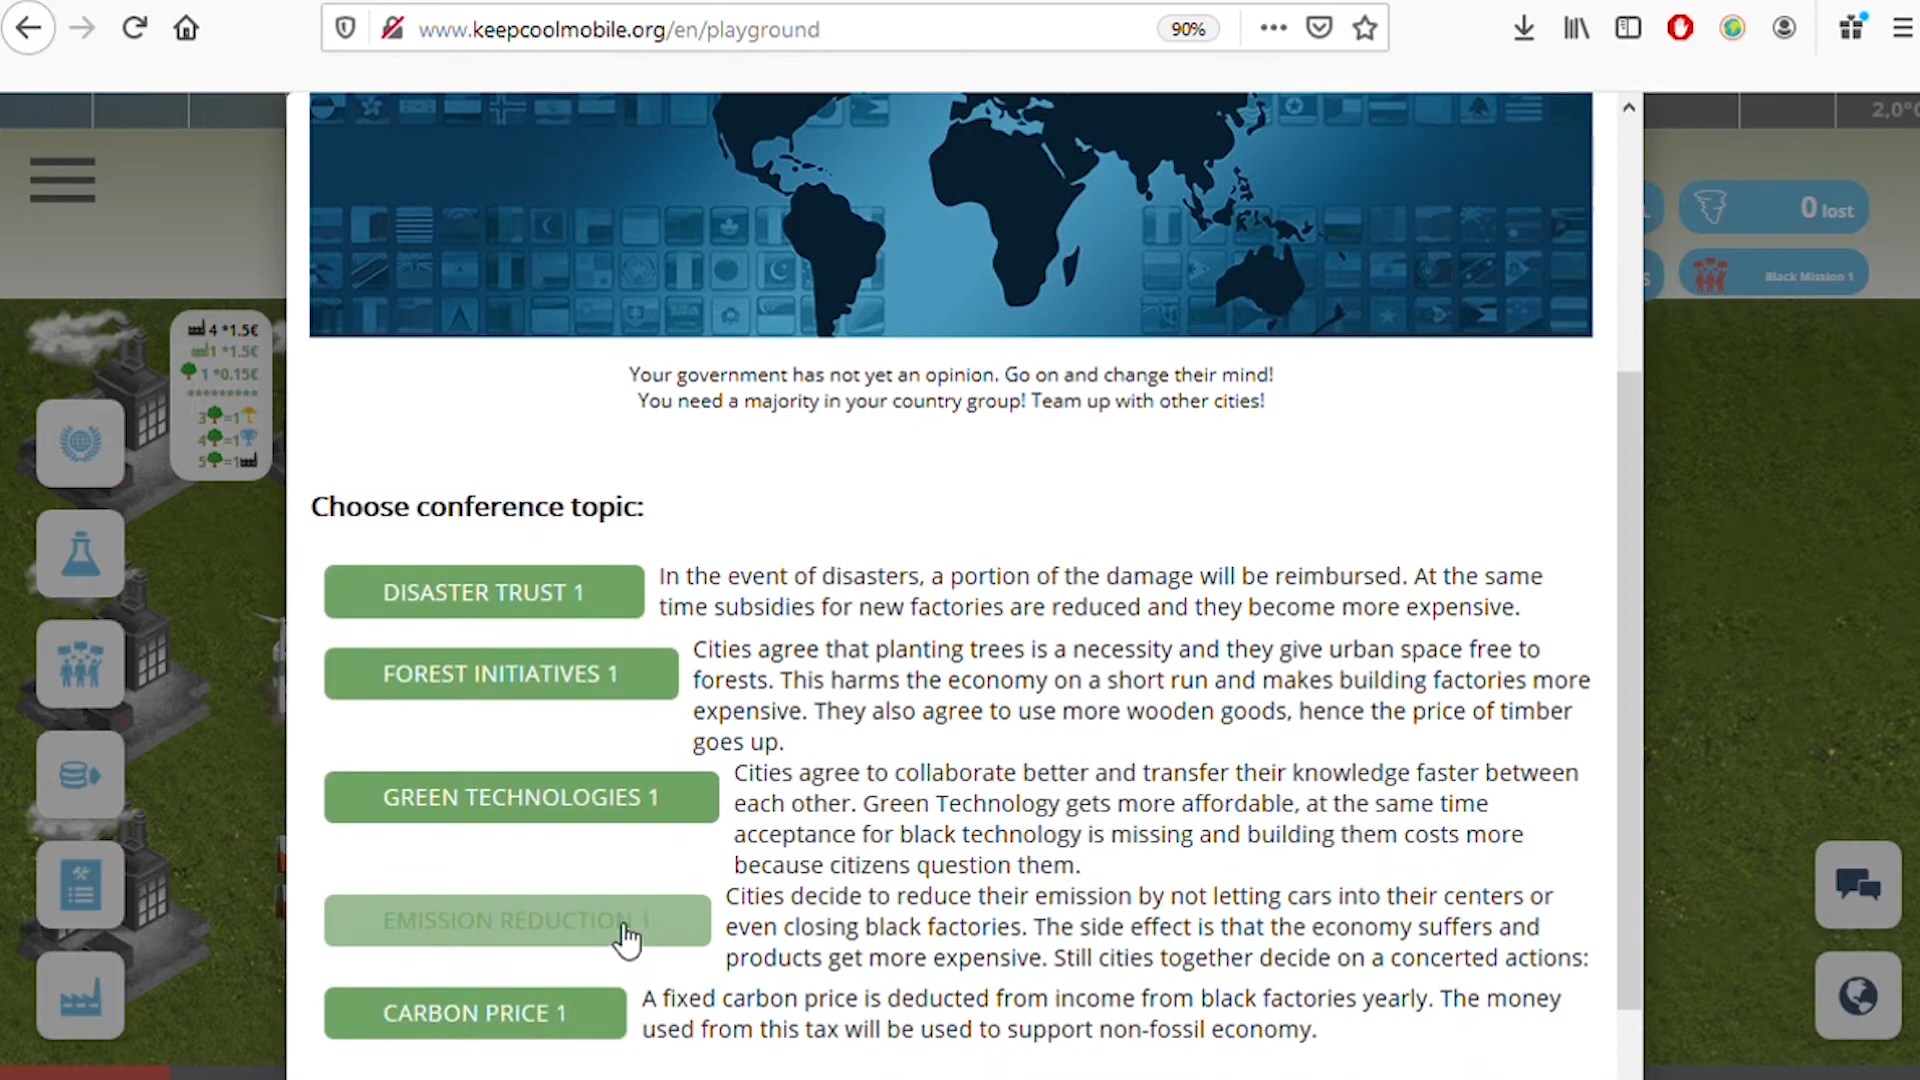 www.keepcoolmobile.org/en/playground
90%
2,0°
0 lost
Black Mission 1
4 *1.5€
1 *1.5€
1 *0.15€
3 =1
4 =1
5 =1
Your government has not yet an opinion. Go on and change their mind!
You need a majority in your country group! Team up with other cities!
Choose conference topic:
DISASTER TRUST 1
In the event of disasters, a portion of the damage will be reimbursed. At the same
time subsidies for new factories are reduced and they become more expensive.
FOREST INITIATIVES 1
Cities agree that planting trees is a necessity and they give urban space free to
forests. This harms the economy on a short run and makes building factories more
expensive. They also agree to use more wooden goods, hence the price of timber
goes up.
GREEN TECHNOLOGIES 1
Cities agree to collaborate better and transfer their knowledge faster between
each other. Green Technology gets more affordable, at the same time
acceptance for black technology is missing and building them costs more
because citizens question them.
EMISSION REDUCTION 1
Cities decide to reduce their emission by not letting cars into their centers or
even closing black factories. The side effect is that the economy suffers and
products get more expensive. Still cities together decide on a concerted actions:
CARBON PRICE 1
A fixed carbon price is deducted from income from black factories yearly. The money
used from this tax will be used to support non-fossil economy.